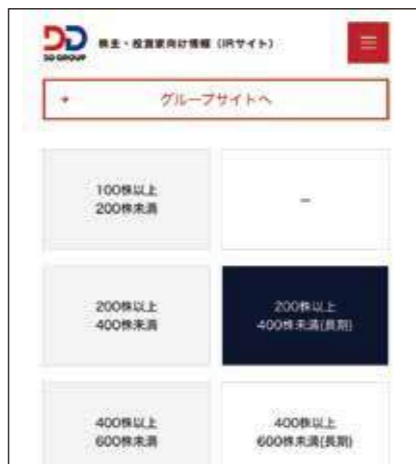 DD
DD GROUP
株主・投資家向け情報（IRサイト）
グループサイトへ
100株以上
200株未満
－
200株以上
400株未満
200株以上
400株未満(長期)
400株以上
600株未満
400株以上
600株未満(長期)